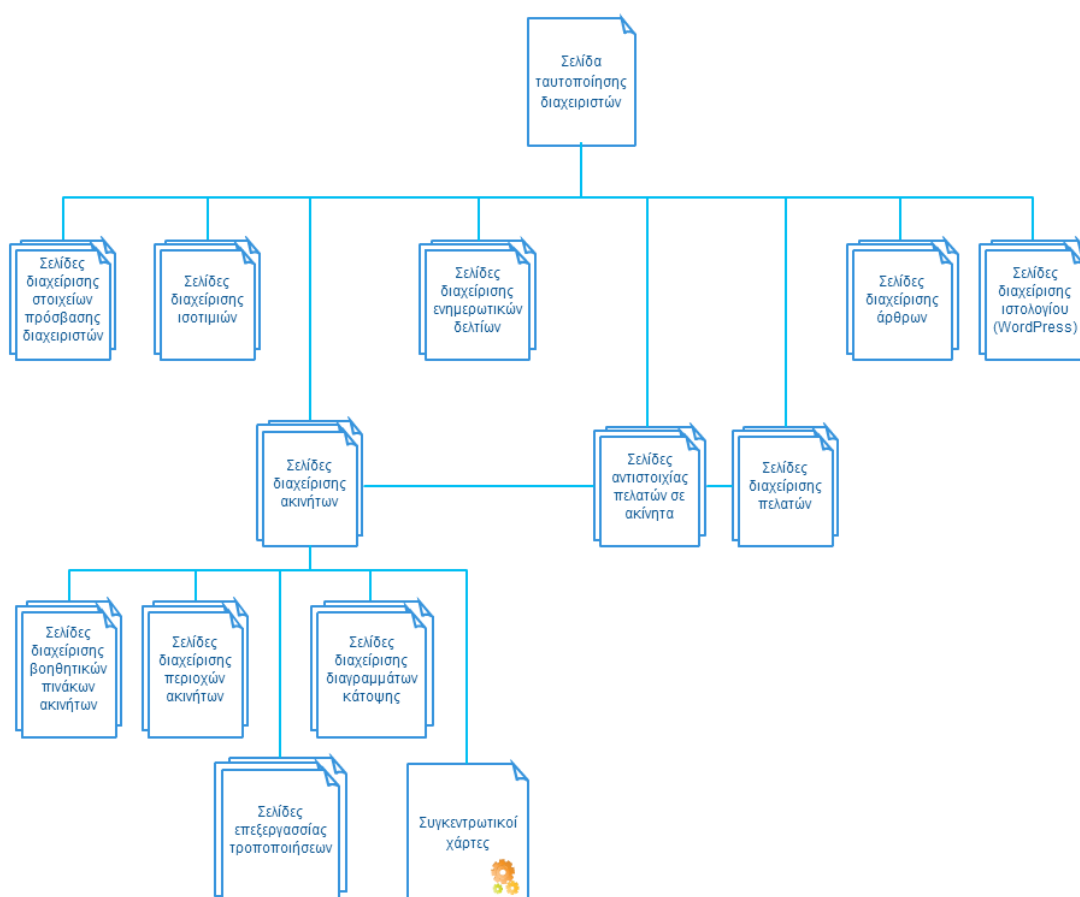 Σελίδα
ταυτοποίησης
διαχειριστών
Σελίδες
διαχείρισης
στοιχείων
πρόσβασης
διαχειριστών
Σελίδες
διαχείρισης
ισοτιμιών
Σελίδες
διαχείρισης
ενημερωτικών
δελτίων
Σελίδες
διαχείρισης
άρθρων
Σελίδες
διαχείρισης
ιστολογίου
(WordPress)
Σελίδες
διαχείρισης
ακινήτων
Σελίδες
αντιστοιχίας
πελατών σε
ακίνητα
Σελίδες
διαχείρισης
πελατών
Σελίδες
διαχείρισης
βοηθητικών
πινάκων
ακινήτων
Σελίδες
διαχείρισης
περιοχών
ακινήτων
Σελίδες
διαχείρισης
διαγραμμάτων
κάτοψης
Σελίδες
επεξεργασσίας
τροποποιήσεων
Συγκεντρωτικοί
χάρτες